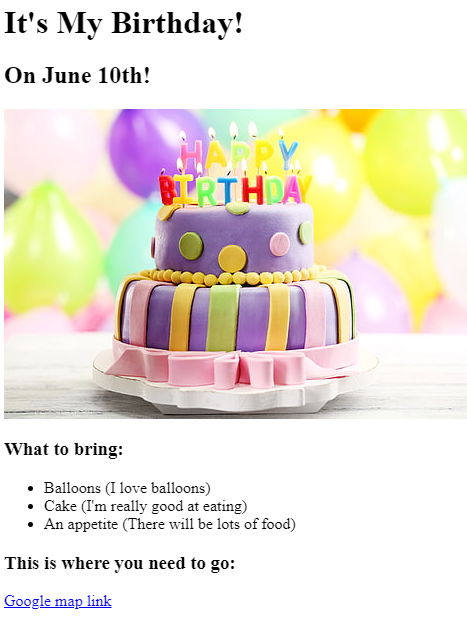 It's My Birthday!
On June 10th!
HAPPY
BIRTHDAY
What to bring:
Balloons (I love balloons)
Cake (I'm really good at eating)
An appetite (There will be lots of food)
This is where you need to go:
Google map link